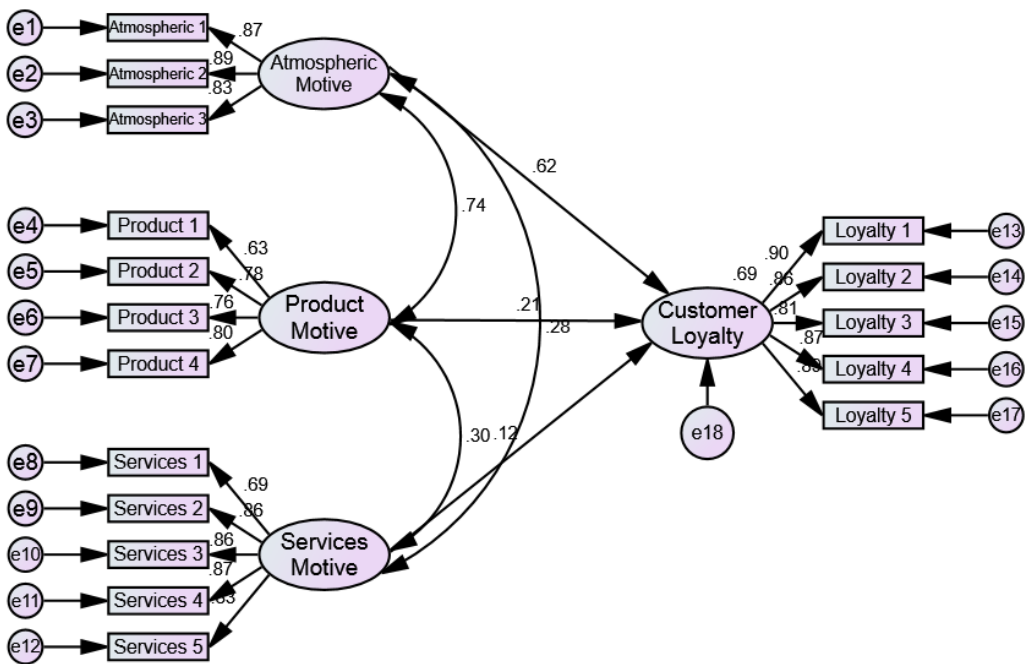 e1
Atmospheric 1
.87
e2
Atmospheric 2
.89
e3
Atmospheric 3
.83
Atmospheric
Motive
.62
.74
e4
Product 1
.63
e5
Product 2
.78
e6
Product 3
.76
e7
Product 4
.80
Product
Motive
.21
.28
.30
.12
e8
Services 1
.69
e9
Services 2
.86
e10
Services 3
.86
e11
Services 4
.87
e12
Services 5
.83
Services
Motive
Customer
Loyalty
.69
e18
.90
Loyalty 1
e13
.86
Loyalty 2
e14
.81
Loyalty 3
e15
.87
Loyalty 4
e16
Loyalty 5
e17